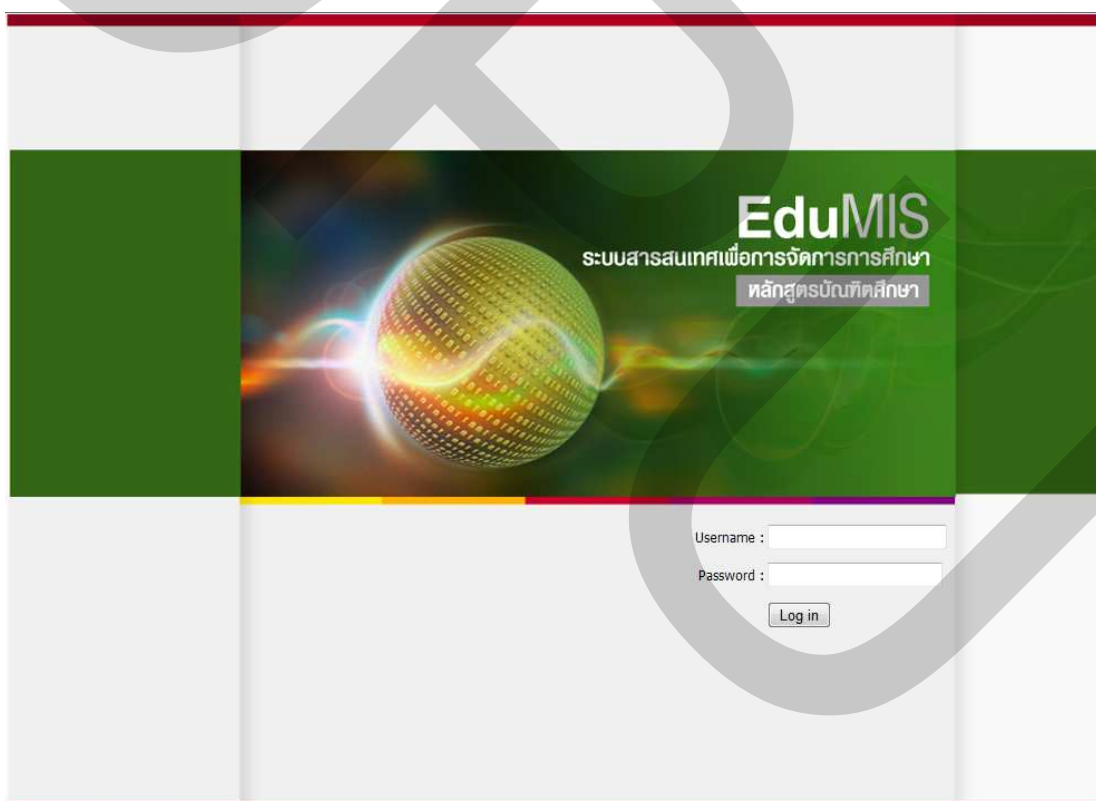 EduMIS
ระบบสารสนเทศเพื่อการจัดการการศึกษา
หลักสูตรบัณฑิตศึกษา
Username :
Password :
Log in